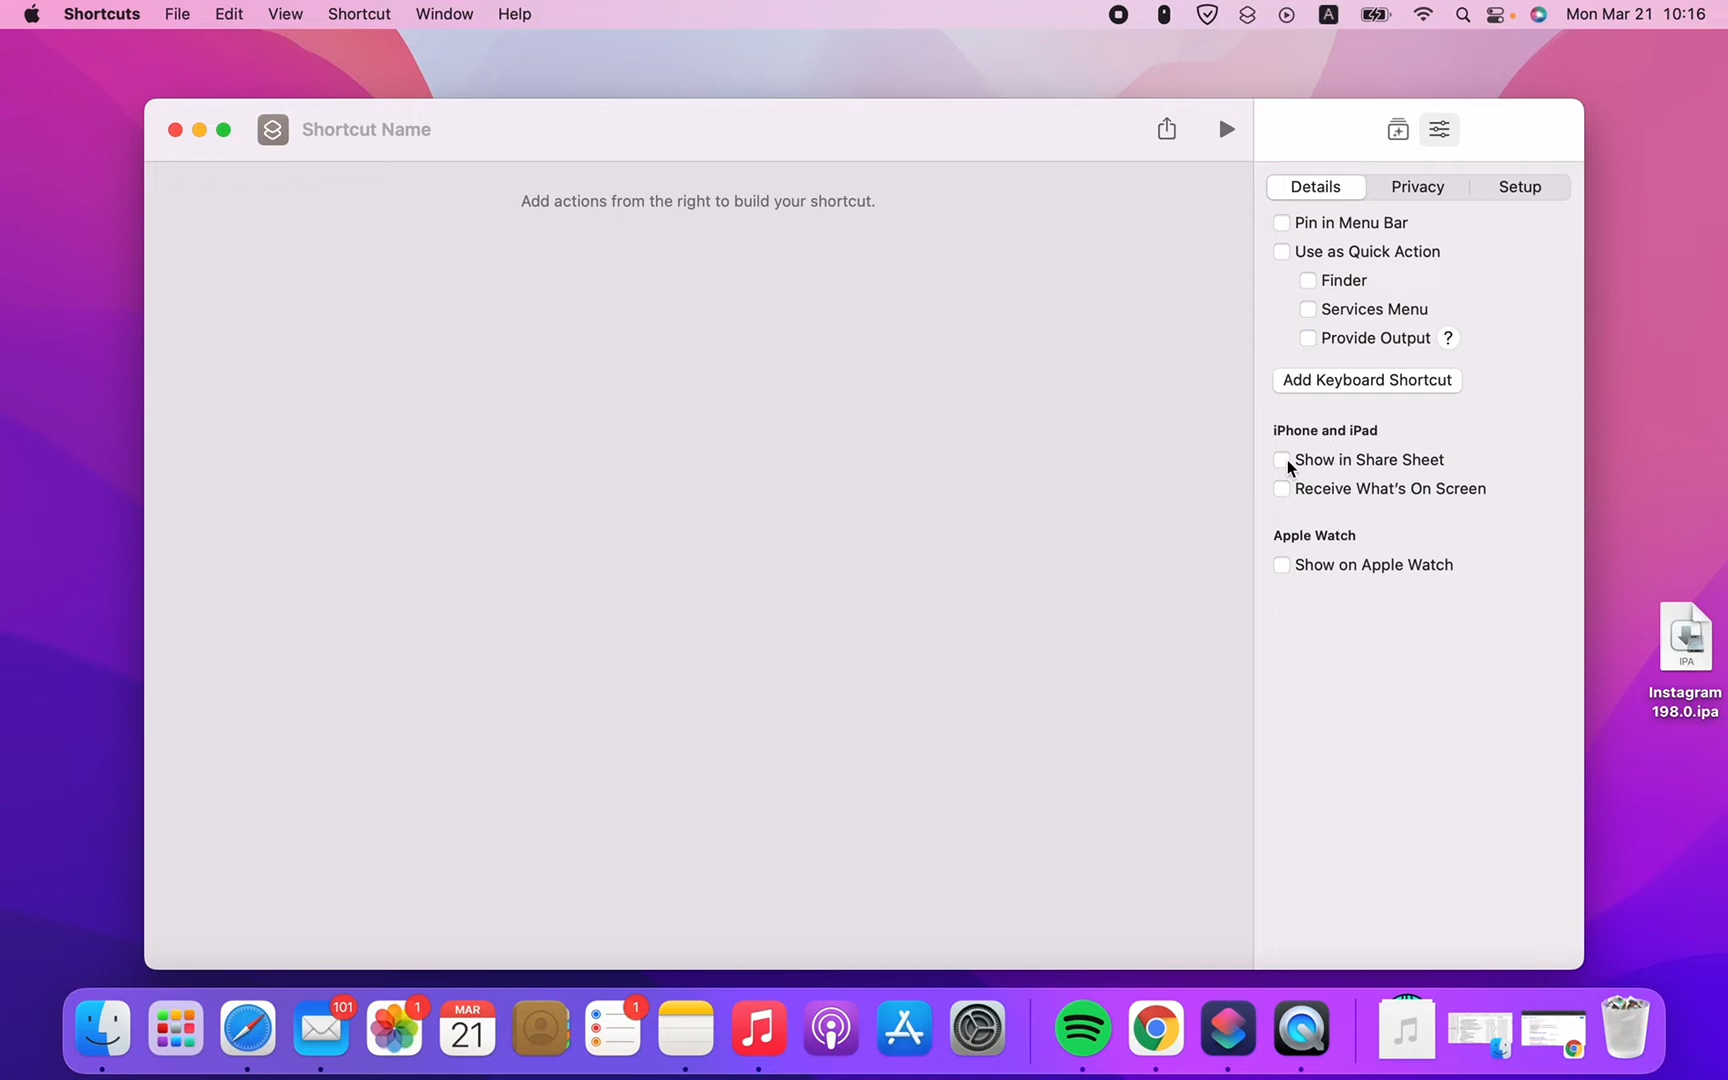 Shortcuts File Edit View Shortcut Window Help A Mon Mar 21 10:16
Shortcut Name
Add actions from the right to build your shortcut.
Details Privacy Setup
Pin in Menu Bar
Use as Quick Action
Finder
Services Menu
Provide Output ?
Add Keyboard Shortcut
iPhone and iPad
Show in Share Sheet
Receive What's On Screen
Apple Watch
Show on Apple Watch
IPA
Instagram
198.0.ipa
101
1
MAR
21
1